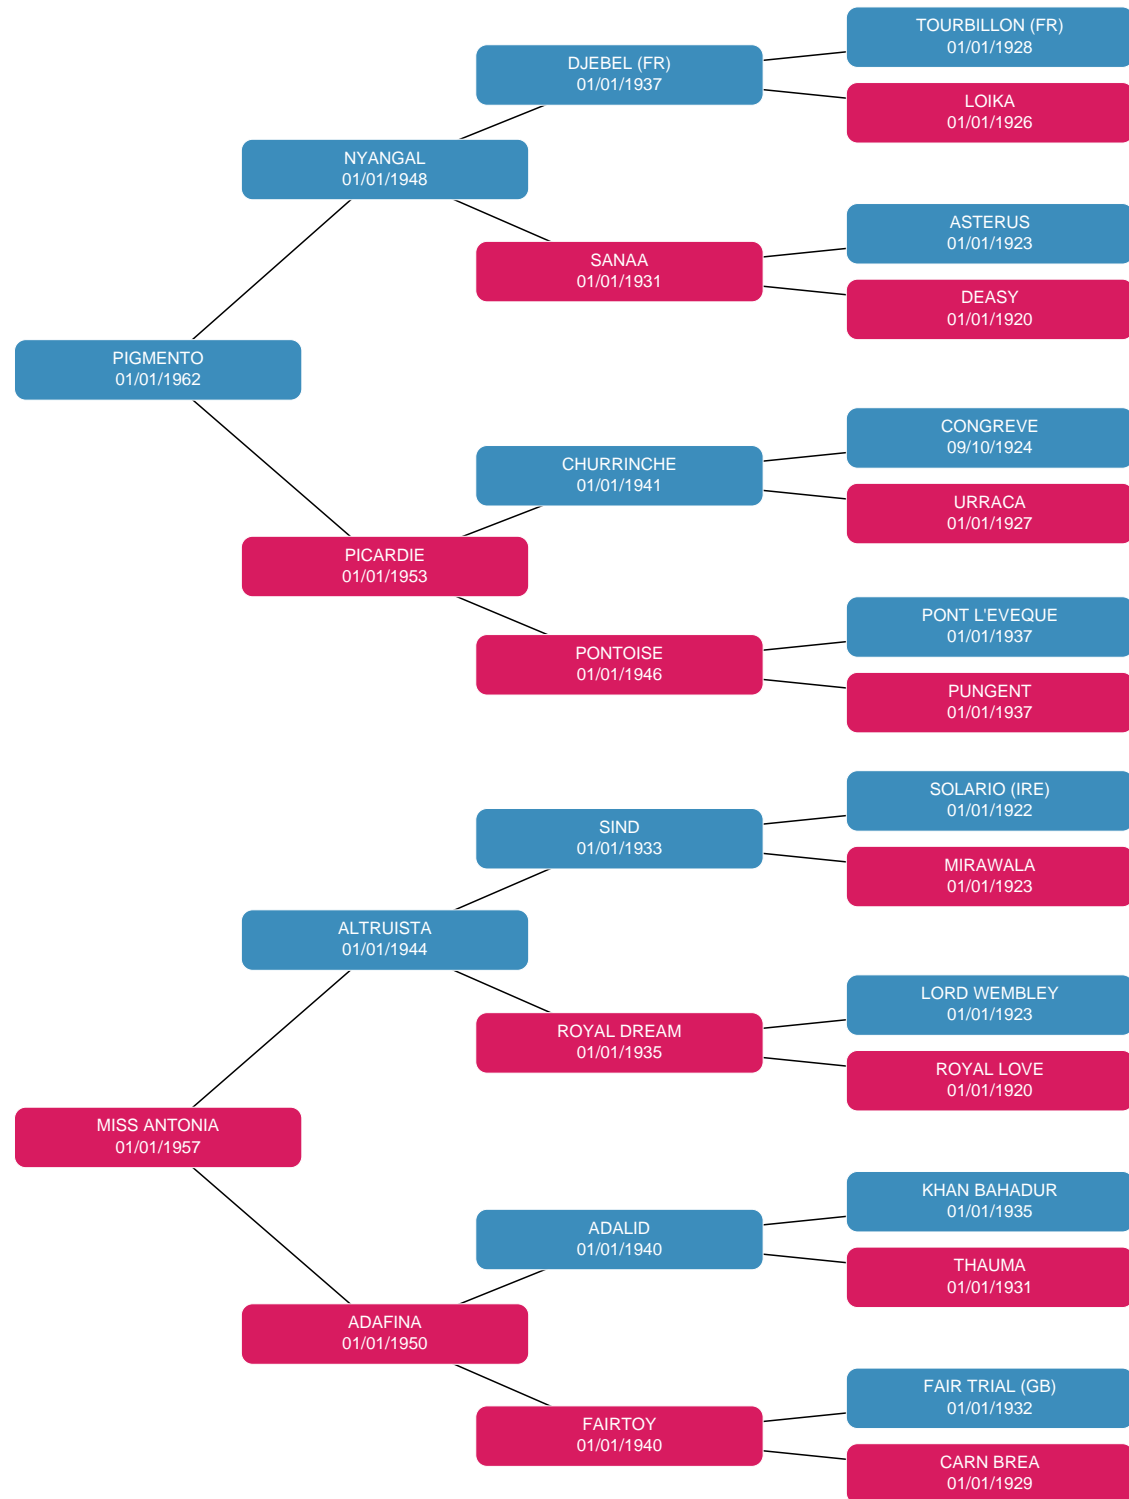 TOURBILLON (FR)
01/01/1928
DJEBEL (FR)
01/01/1937
LOIKA
01/01/1926
NYANGAL
01/01/1948
ASTERUS
01/01/1923
SANAA
01/01/1931
DEASY
01/01/1920
PIGMENTO
01/01/1962
CONGREVE
09/10/1924
CHURRINCHE
01/01/1941
URRACA
01/01/1927
PICARDIE
01/01/1953
PONT L'EVEQUE
01/01/1937
PONTOISE
01/01/1946
PUNGENT
01/01/1937
SOLARIO (IRE)
01/01/1922
SIND
01/01/1933
MIRAWALA
01/01/1923
ALTRUISTA
01/01/1944
LORD WEMBLEY
01/01/1923
ROYAL DREAM
01/01/1935
ROYAL LOVE
01/01/1920
MISS ANTONIA
01/01/1957
KHAN BAHADUR
01/01/1935
ADALID
01/01/1940
THAUMA
01/01/1931
ADAFINA
01/01/1950
FAIR TRIAL (GB)
01/01/1932
FAIRTOY
01/01/1940
CARN BREA
01/01/1929